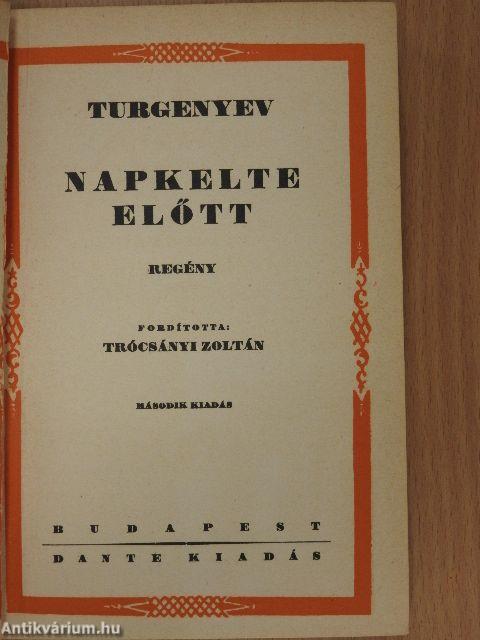 TURGENYEV
NAPKELTE
ELŐTT
REGÉNY
FORDÍTOTTA:
TRÓCSÁNYI ZOLTÁN
MÁSODIK KIADÁS
BUDAPEST
DANTE KIADÁS
Antikvárium.hu